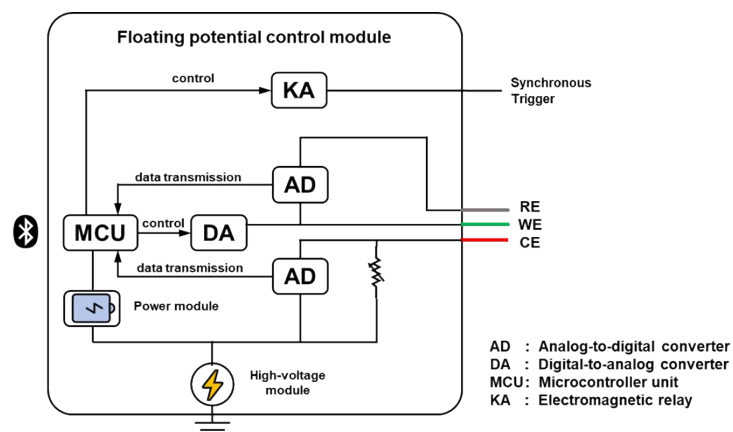 Floating potential control module
control
KA
Synchronous
Trigger
data transmission
AD
RE
WE
CE
MCU
control
DA
data transmission
AD
Power module
High-voltage
module
AD : Analog-to-digital converter
DA : Digital-to-analog converter
MCU: Microcontroller unit
KA : Electromagnetic relay